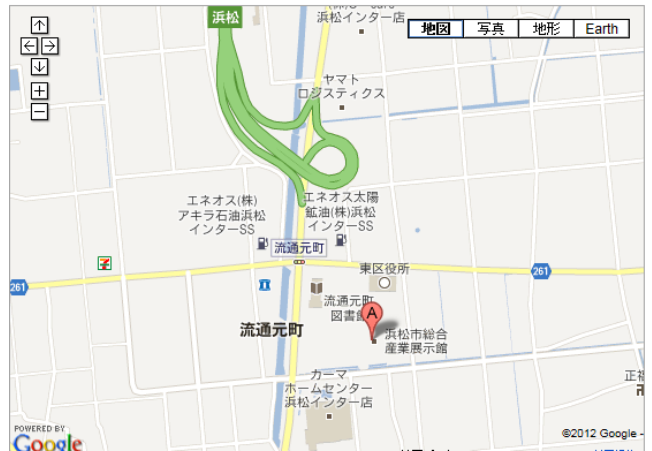 浜松
浜松インター店
地図
写真
地形
Earth
ヤマト
ロジスティクス
エネオス(株)
アキラ石油浜松
インターSS
エネオス太陽
鉱油(株)浜松
インターSS
流通元町
東区役所
261
261
流通元町
図書館
A
浜松市総合
産業展示館
流通元町
カーマ
ホームセンター
浜松インター店
POWERED BY
Google
©2012 Google -